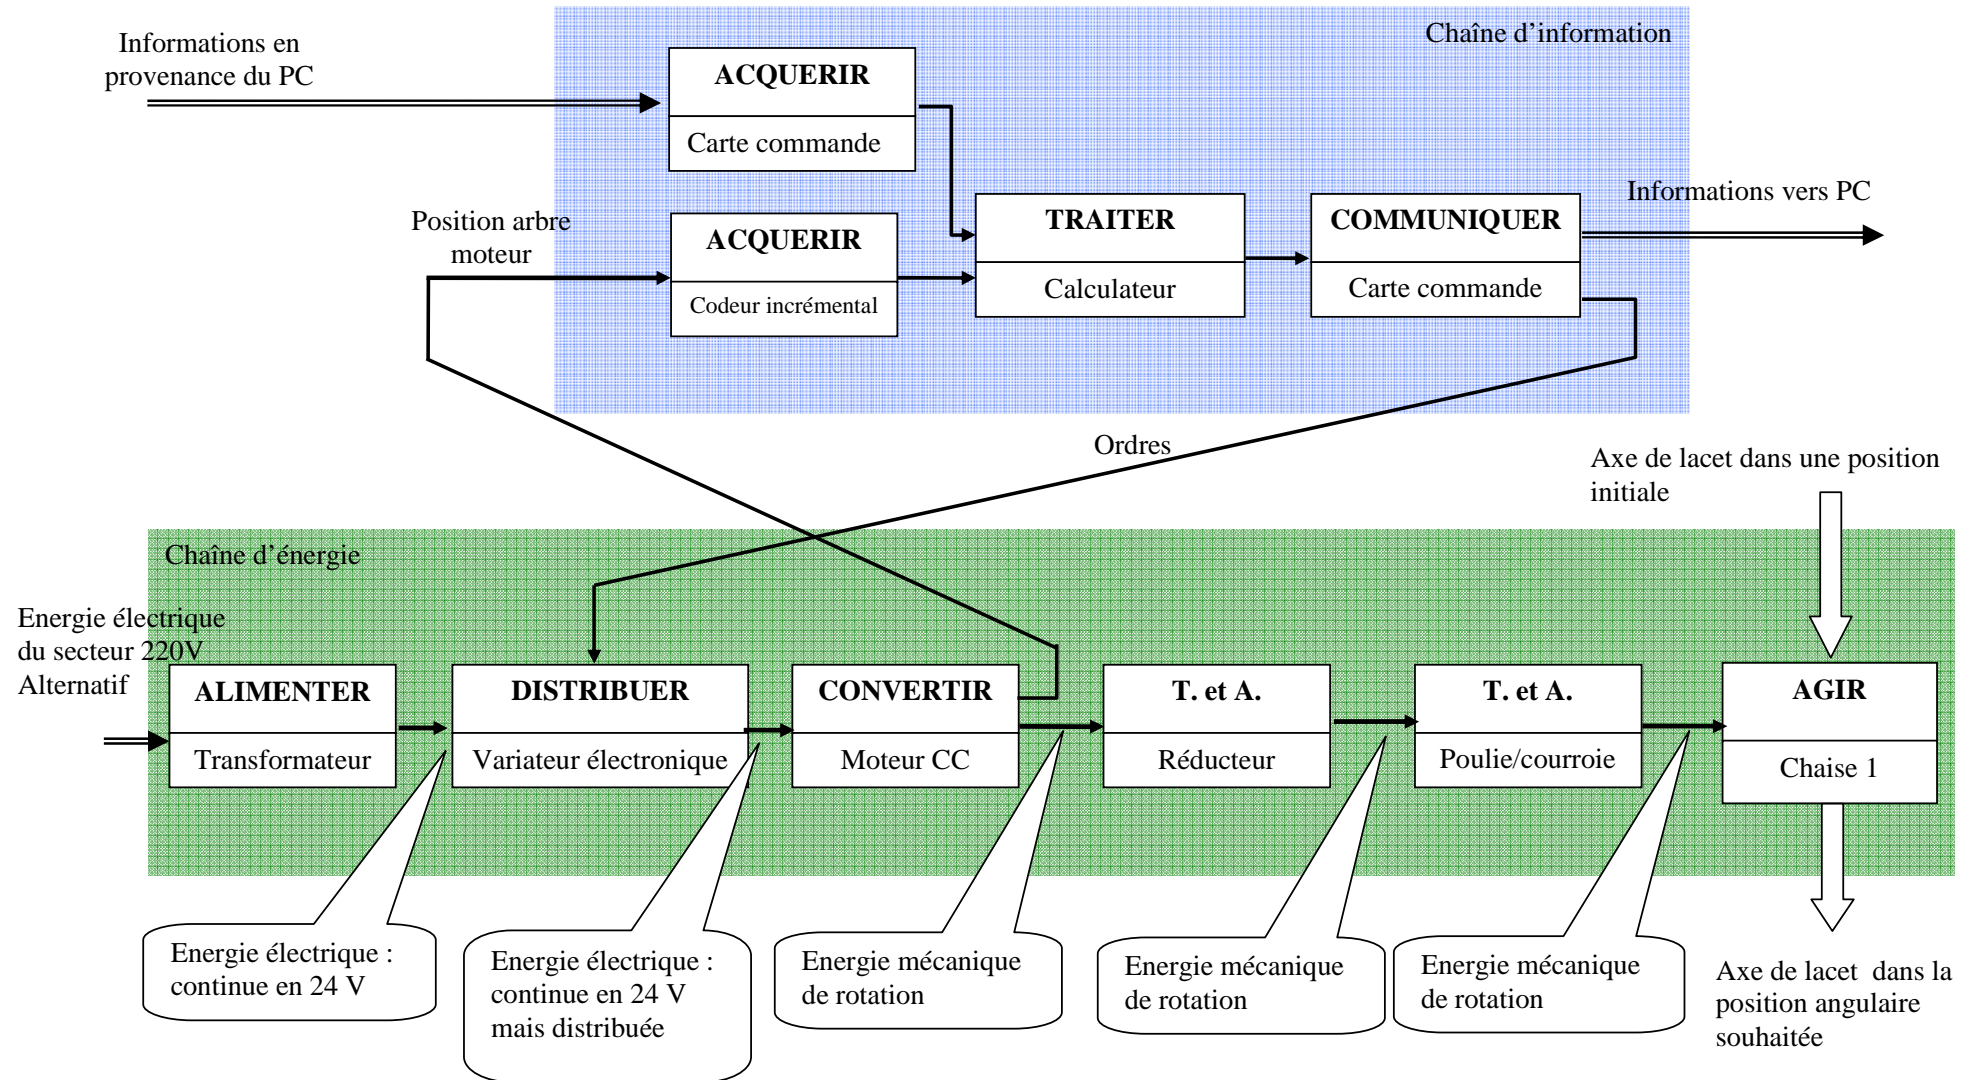 Chaîne d’information
Informations en
provenance du PC
ACQUERIR
Carte commande
Position arbre
moteur
ACQUERIR
Codeur incrémental
TRAITER
Calculateur
COMMUNIQUER
Carte commande
Informations vers PC
Ordres
Axe de lacet dans une position
initiale
Chaîne d’énergie
Energie électrique
du secteur 220V
Alternatif
ALIMENTER
Transformateur
DISTRIBUER
Variateur électronique
CONVERTIR
Moteur CC
T. et A.
Réducteur
T. et A.
Poulie/courroie
AGIR
Chaise 1
Energie électrique :
continue en 24 V
Energie électrique :
continue en 24 V
mais distribuée
Energie mécanique
de rotation
Energie mécanique
de rotation
Energie mécanique
de rotation
Axe de lacet dans la
position angulaire
souhaitée